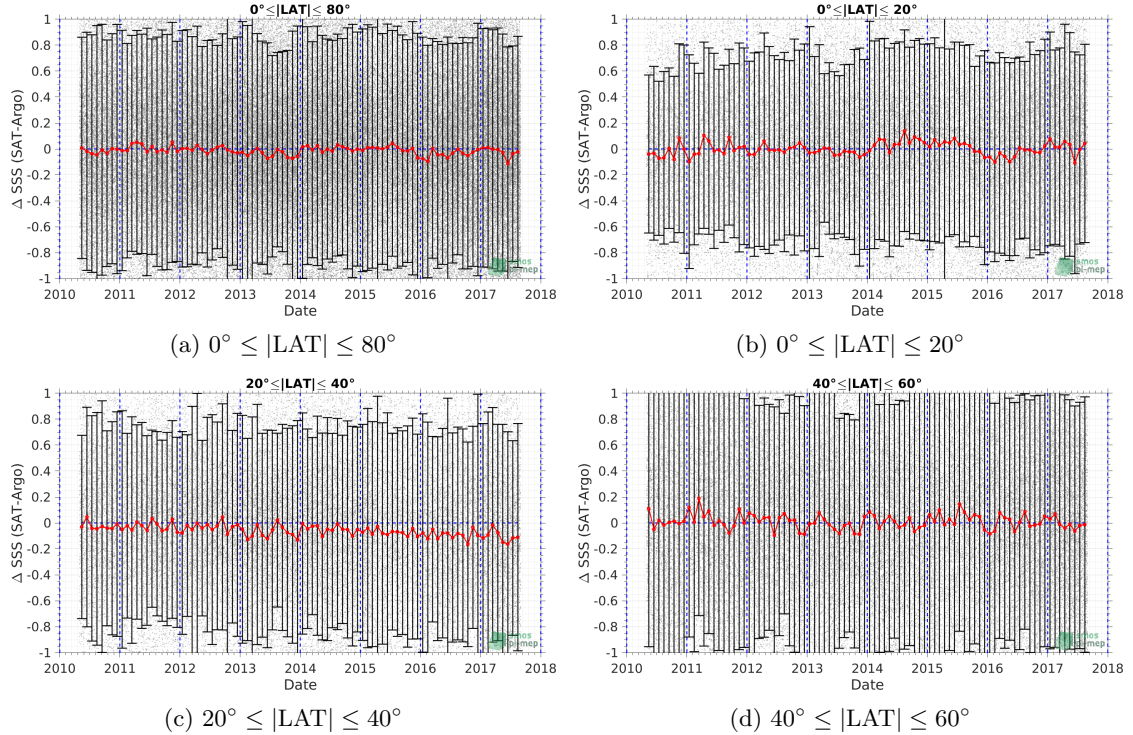 0°≤|LAT|≤ 80°
Δ SSS (SAT-Argo)
1
0.8
0.6
0.4
0.2
0
-0.2
-0.4
-0.6
-0.8
-1
2010 2011 2012 2013 2014 2015 2016 2017 2018
Date
(a) 0° ≤ |LAT| ≤ 80°
0°≤|LAT|≤ 20°
Δ SSS (SAT-Argo)
1
0.8
0.6
0.4
0.2
0
-0.2
-0.4
-0.6
-0.8
-1
2010 2011 2012 2013 2014 2015 2016 2017 2018
Date
(b) 0° ≤ |LAT| ≤ 20°
20°≤|LAT|≤ 40°
Δ SSS (SAT-Argo)
1
0.8
0.6
0.4
0.2
0
-0.2
-0.4
-0.6
-0.8
-1
2010 2011 2012 2013 2014 2015 2016 2017 2018
Date
(c) 20° ≤ |LAT| ≤ 40°
40°≤|LAT|≤ 60°
Δ SSS (SAT-Argo)
1
0.8
0.6
0.4
0.2
0
-0.2
-0.4
-0.6
-0.8
-1
2010 2011 2012 2013 2014 2015 2016 2017 2018
Date
(d) 40° ≤ |LAT| ≤ 60°